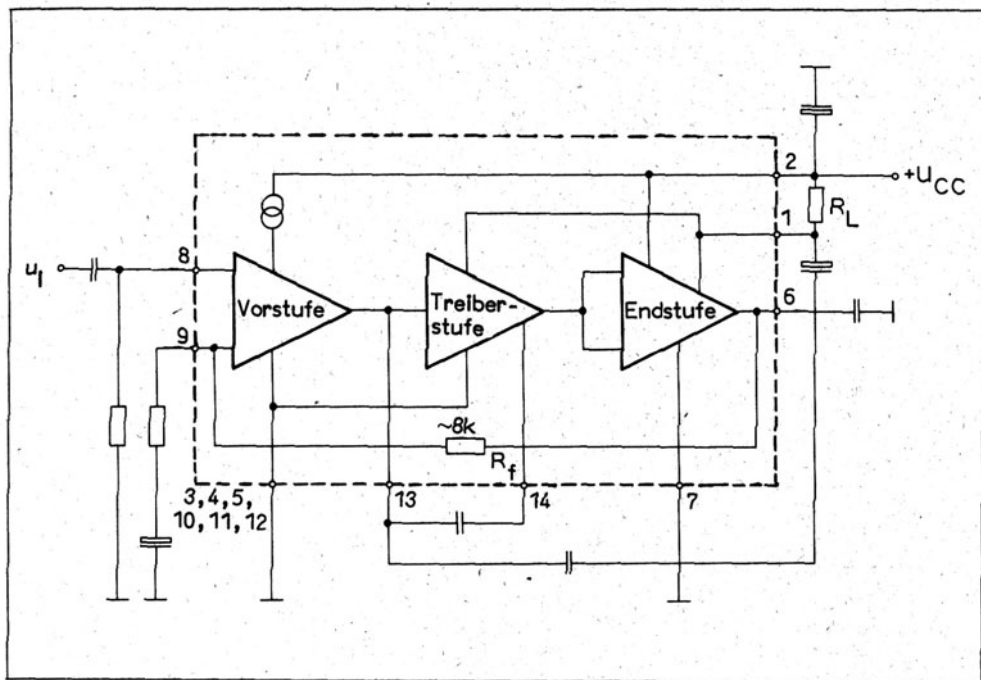 2
+UCC
RL
1
8
uI
Vorstufe
Treiber-
stufe
Endstufe
6
9
~8k
Rf
3,4,5,
10,11,12
13
14
7